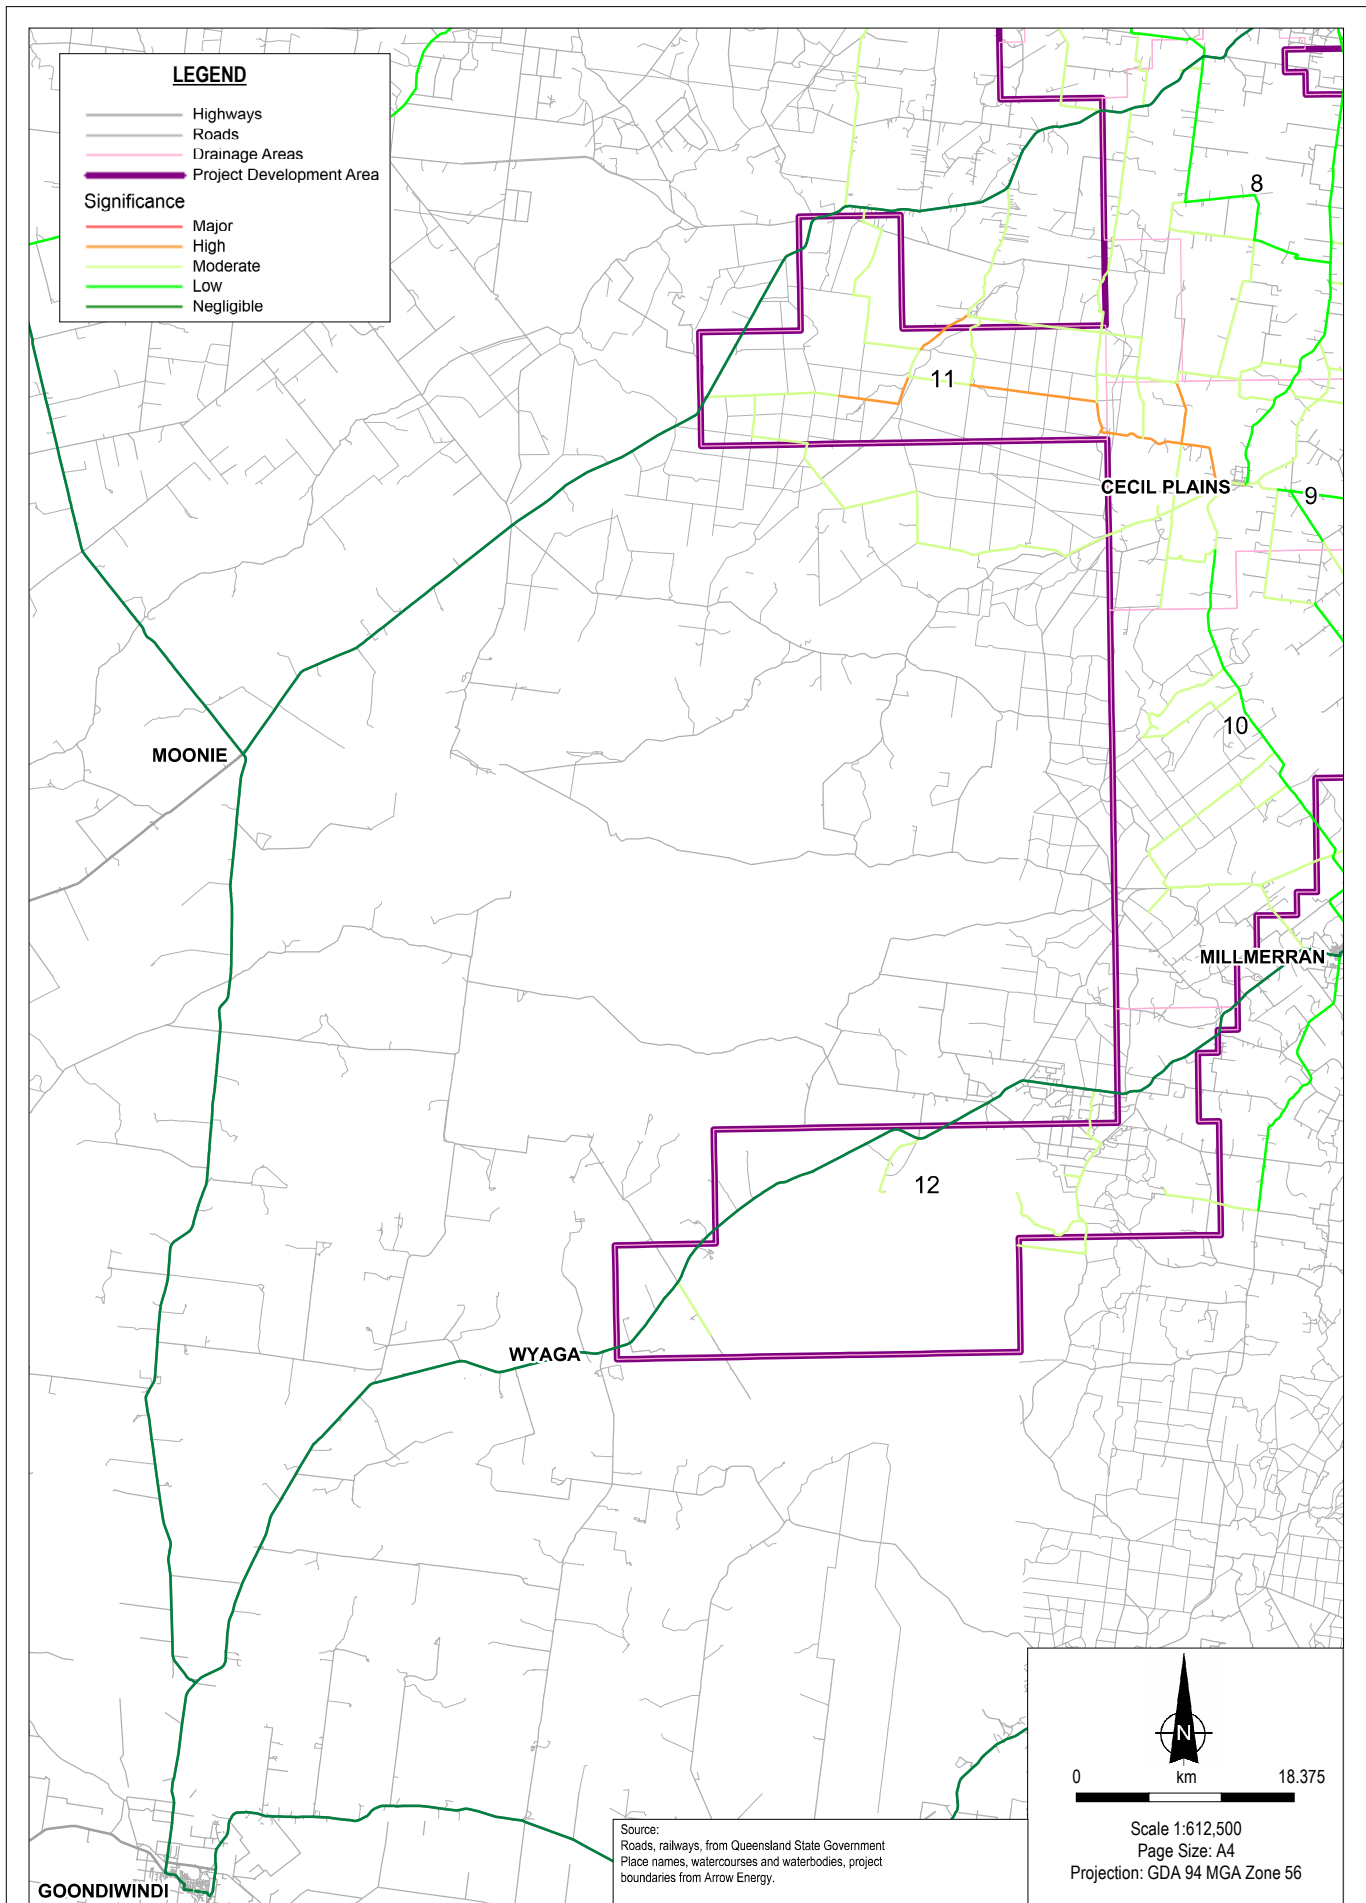 LEGEND
Highways
Roads
Drainage Areas
Project Development Area
Significance
Major
High
Moderate
Low
Negligible
8
11
CECIL PLAINS
9
10
MOONIE
MILLMERRAN
12
WYAGA
GOONDIWINDI
Source:
Roads, railways, from Queensland State Government
Place names, watercourses and waterbodies, project
boundaries from Arrow Energy.
N
0 km 18.375
Scale 1:612,500
Page Size: A4
Projection: GDA 94 MGA Zone 56